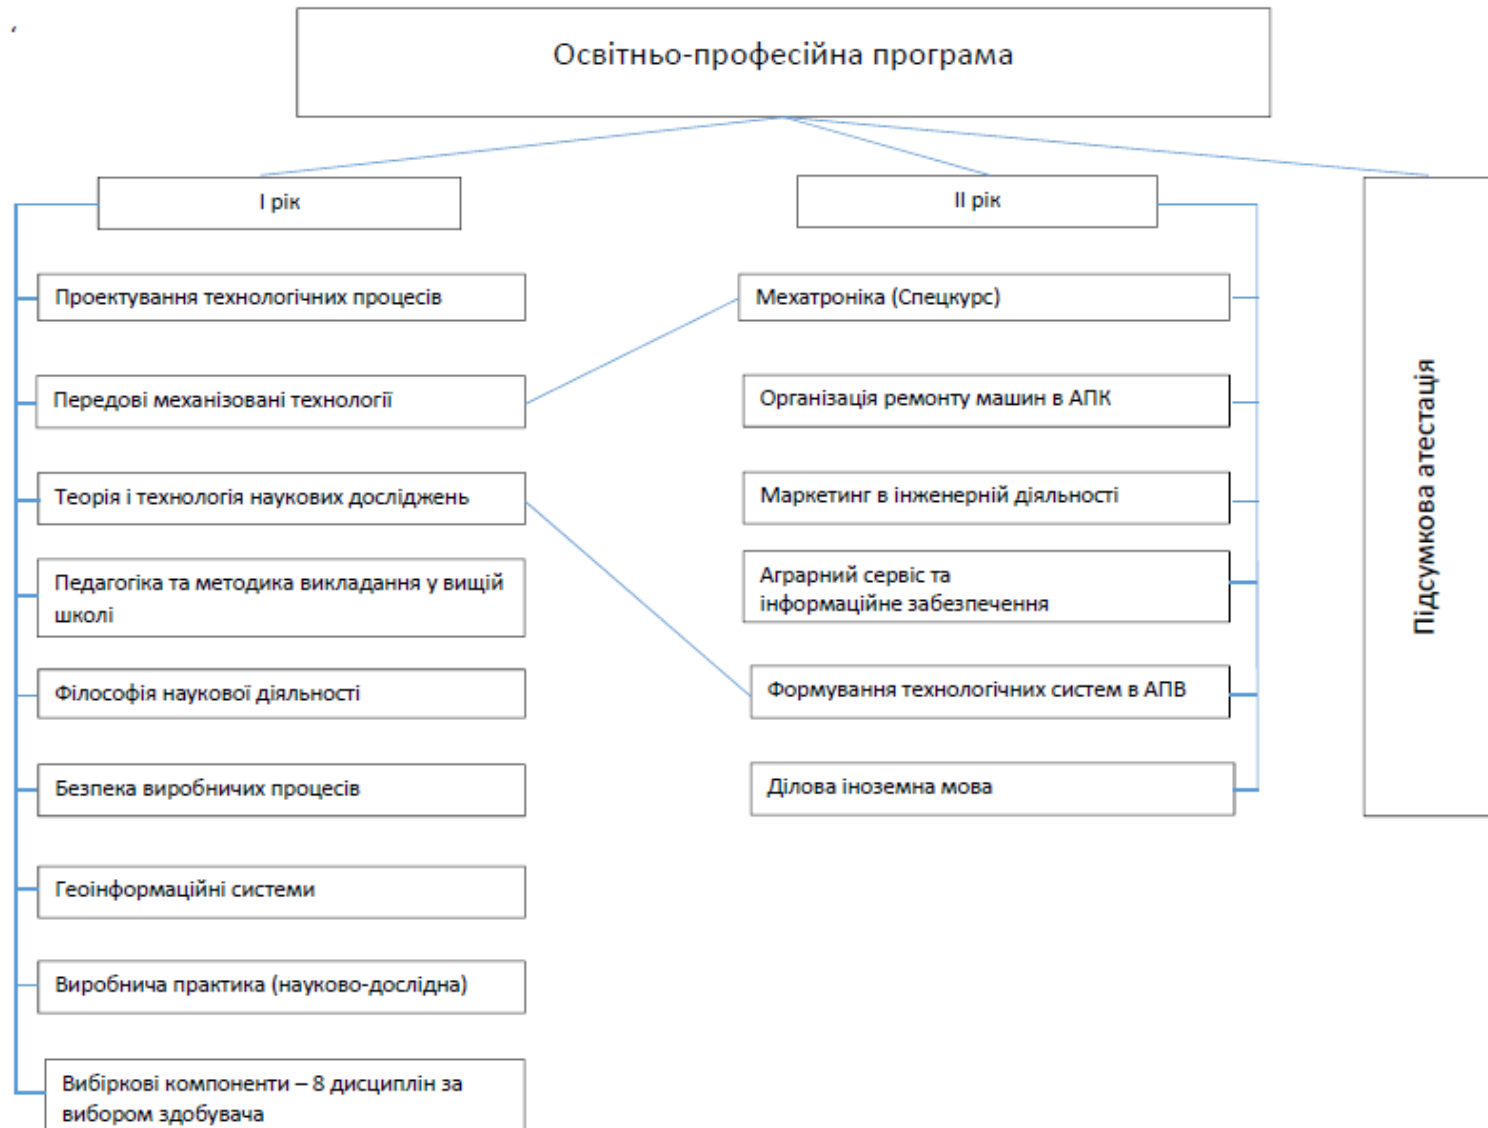 Освітньо-професійна програма
І рік
Проектування технологічних процесів
Передові механізовані технології
Теорія і технологія наукових досліджень
Педагогіка та методика викладання у вищій
школі
Філософія наукової діяльності
Безпека виробничих процесів
Геоінформаційні системи
Виробнича практика (науково-дослідна)
Вибіркові компоненти – 8 дисциплін за
вибором здобувача
ІІ рік
Мехатроніка (Спецкурс)
Організація ремонту машин в АПК
Маркетинг в інженерній діяльності
Аграрний сервіс та
інформаційне забезпечення
Формування технологічних систем в АПВ
Ділова іноземна мова
Підсумкова атестація